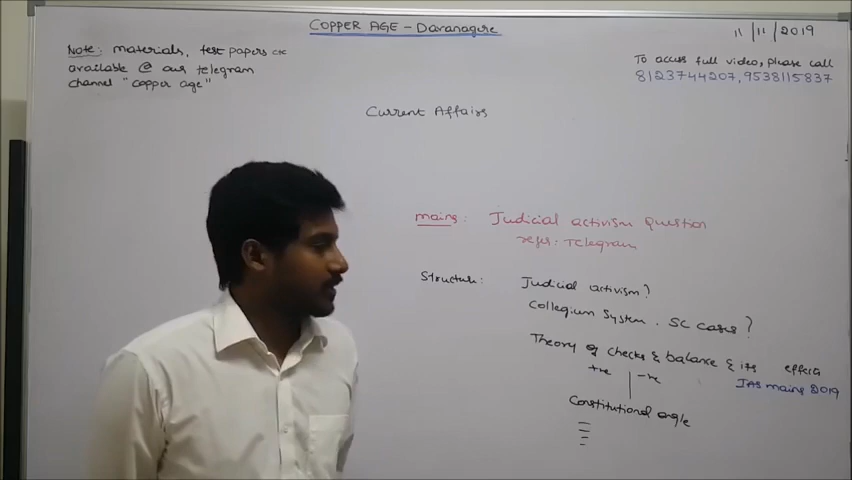 COPPER AGE - Davanagere
11/11/2019
Note: materials, test papers etc
available @ our telegram
channel "copper age"
To access full video, please call
8123744207, 9538115837
Current Affairs
mains: Judicial activism Question
refer: Telegram
Structure: Judicial activism?
Collegium System. SC cases?
Theory of checks & balance & its effects
+ve | -ve
IAS mains 2019
Constitutional angle